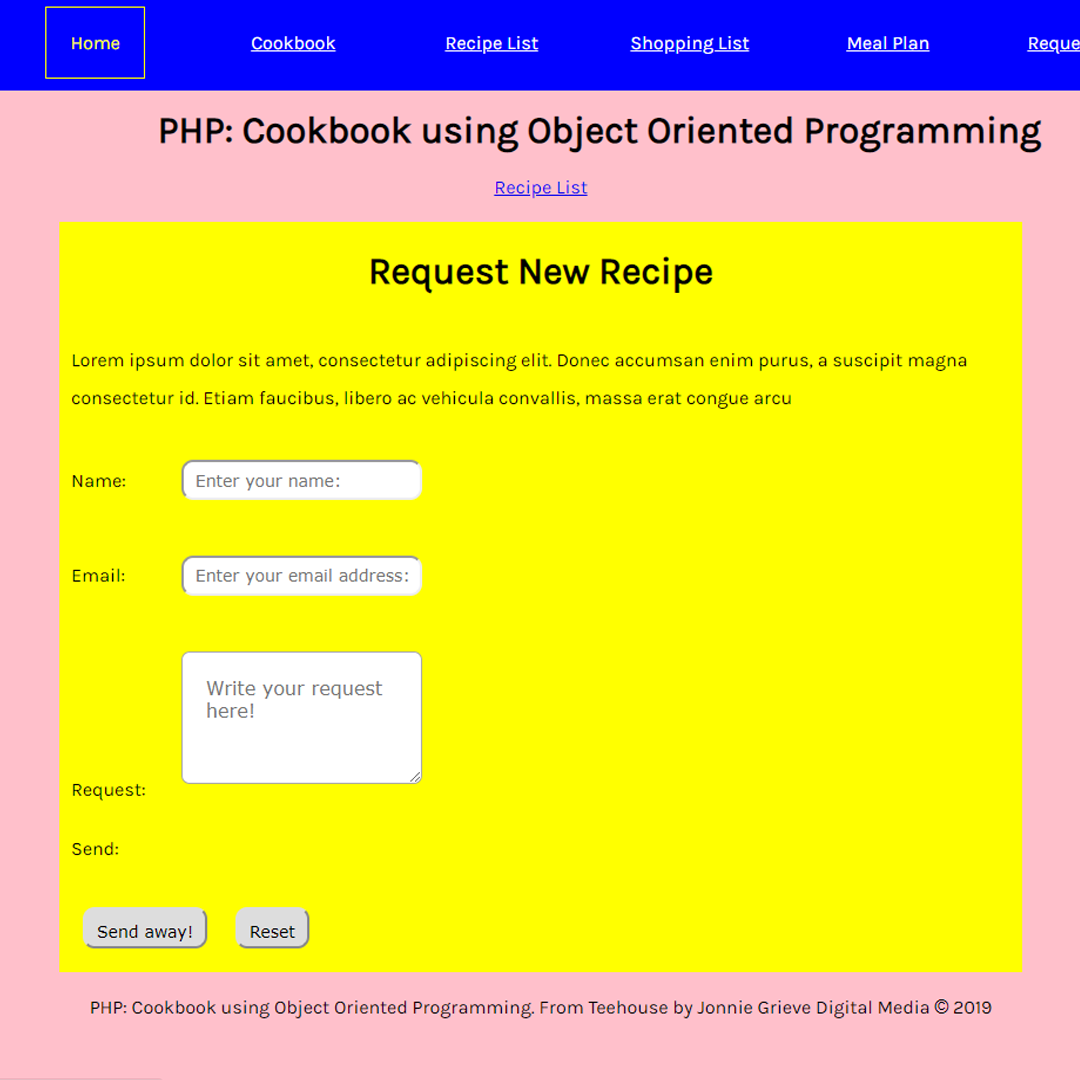 Home Cookbook Recipe List Shopping List Meal Plan Reque
PHP: Cookbook using Object Oriented Programming
Recipe List
Request New Recipe
Lorem ipsum dolor sit amet, consectetur adipiscing elit. Donec accumsan enim purus, a suscipit magna
consectetur id. Etiam faucibus, libero ac vehicula convallis, massa erat congue arcu
Name: Enter your name:
Email: Enter your email address:
Write your request
here!
Request:
Send:
Send away! Reset
PHP: Cookbook using Object Oriented Programming. From Teehouse by Jonnie Grieve Digital Media © 2019